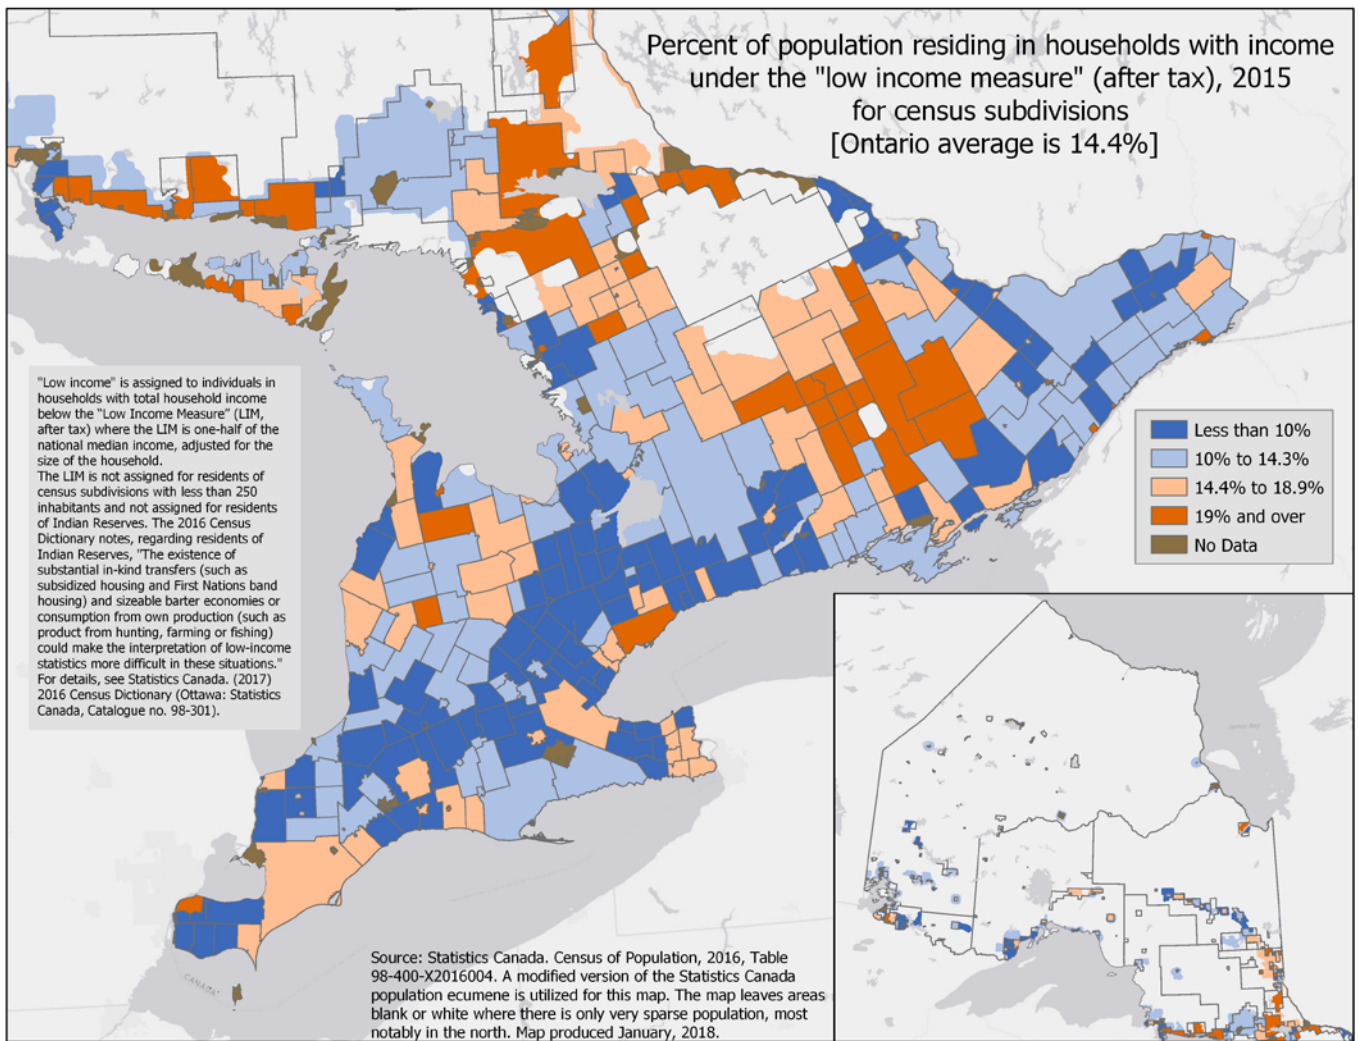 Percent of population residing in households with income
under the "low income measure" (after tax), 2015
for census subdivisions
[Ontario average is 14.4%]
"Low income" is assigned to individuals in
households with total household income
below the “Low Income Measure” (LIM,
after tax) where the LIM is one-half of the
national median income, adjusted for the
size of the household.
The LIM is not assigned for residents of
census subdivisions with less than 250
inhabitants and not assigned for residents
of Indian Reserves. The 2016 Census
Dictionary notes, regarding residents of
Indian Reserves, "The existence of
substantial in-kind transfers (such as
subsidized housing and First Nations band
housing) and sizeable barter economies or
consumption from own production (such as
product from hunting, farming or fishing)
could make the interpretation of low-income
statistics more difficult in these situations."
For details, see Statistics Canada. (2017)
2016 Census Dictionary (Ottawa: Statistics
Canada, Catalogue no. 98-301).
Less than 10%
10% to 14.3%
14.4% to 18.9%
19% and over
No Data
CANADA
Source: Statistics Canada. Census of Population, 2016, Table
98-400-X2016004. A modified version of the Statistics Canada
population ecumene is utilized for this map. The map leaves areas
blank or white where there is only very sparse population, most
notably in the north. Map produced January, 2018.